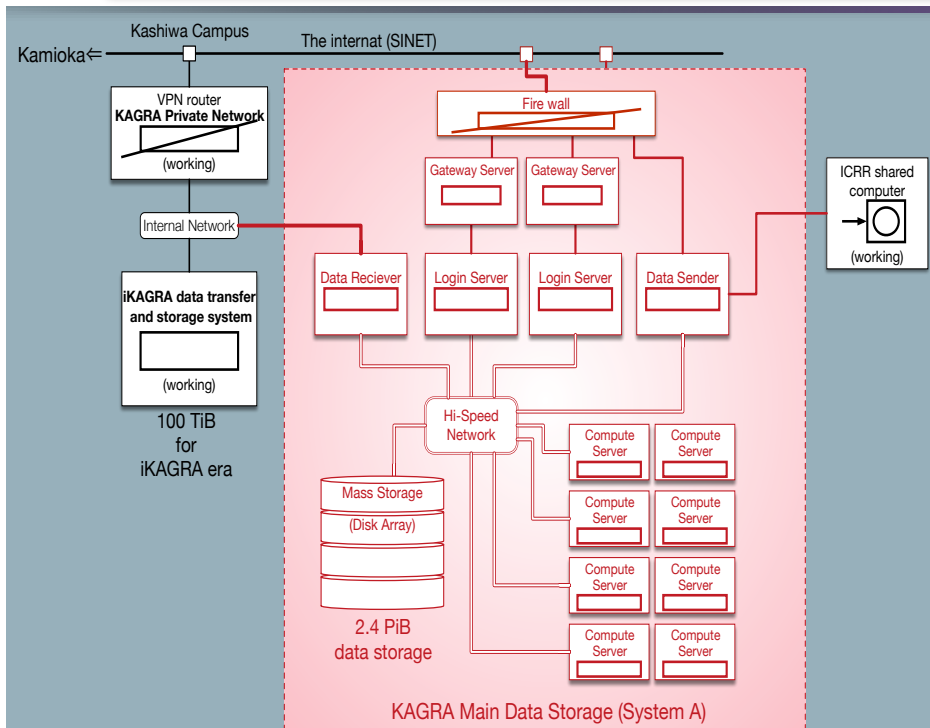 Kashiwa Campus
Kamioka⇐
The internat (SINET)
VPN router
KAGRA Private Network
(working)
Fire wall
Gateway Server
Gateway Server
ICRR shared
computer
(working)
Internal Network
Data Reciever
Login Server
Login Server
Data Sender
iKAGRA data transfer
and storage system
(working)
100 TiB
for
iKAGRA era
Hi-Speed
Network
Mass Storage
(Disk Array)
2.4 PiB
data storage
Compute
Server
Compute
Server
Compute
Server
Compute
Server
Compute
Server
Compute
Server
Compute
Server
Compute
Server
KAGRA Main Data Storage (System A)